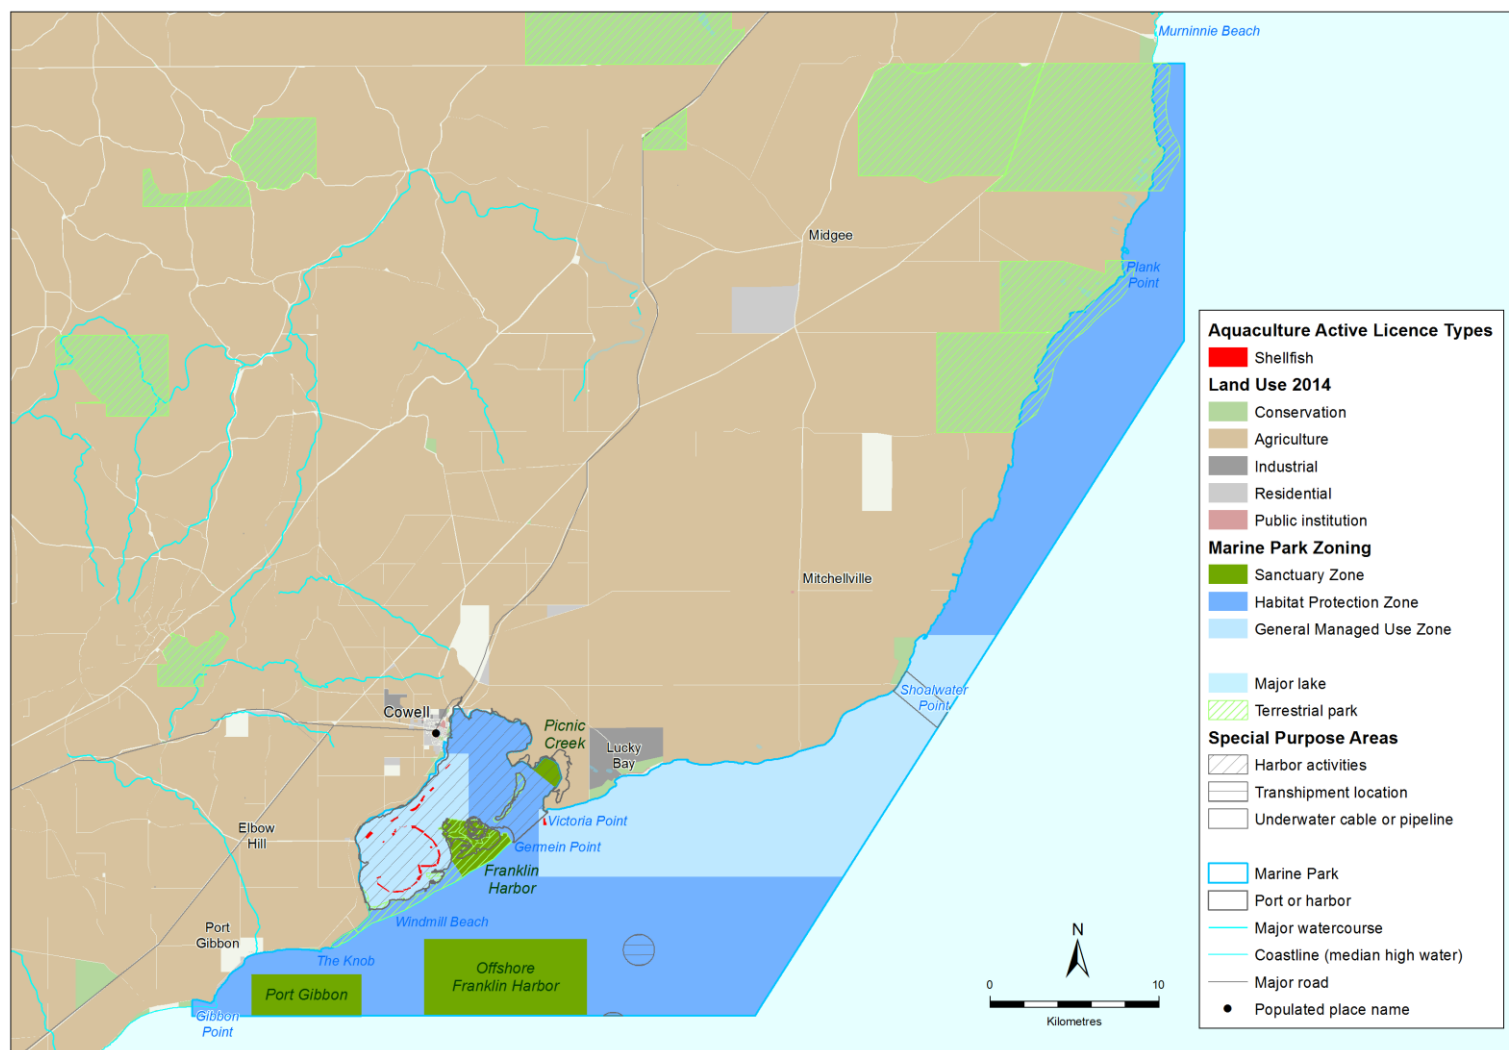 Murninnie Beach
Midgee
Plank
Point
Mitchellville
Shoalwater
Point
Cowell
Picnic
Creek
Lucky
Bay
Elbow
Hill
Victoria Point
Germein Point
Franklin
Harbor
Windmill Beach
Port
Gibbon
The Knob
Offshore
Franklin Harbor
Port Gibbon
Gibbon
Point
N
0
10
Kilometres
Aquaculture Active Licence Types
Shellfish
Land Use 2014
Conservation
Agriculture
Industrial
Residential
Public institution
Marine Park Zoning
Sanctuary Zone
Habitat Protection Zone
General Managed Use Zone
Major lake
Terrestrial park
Special Purpose Areas
Harbor activities
Transhipment location
Underwater cable or pipeline
Marine Park
Port or harbor
Major watercourse
Coastline (median high water)
Major road
Populated place name